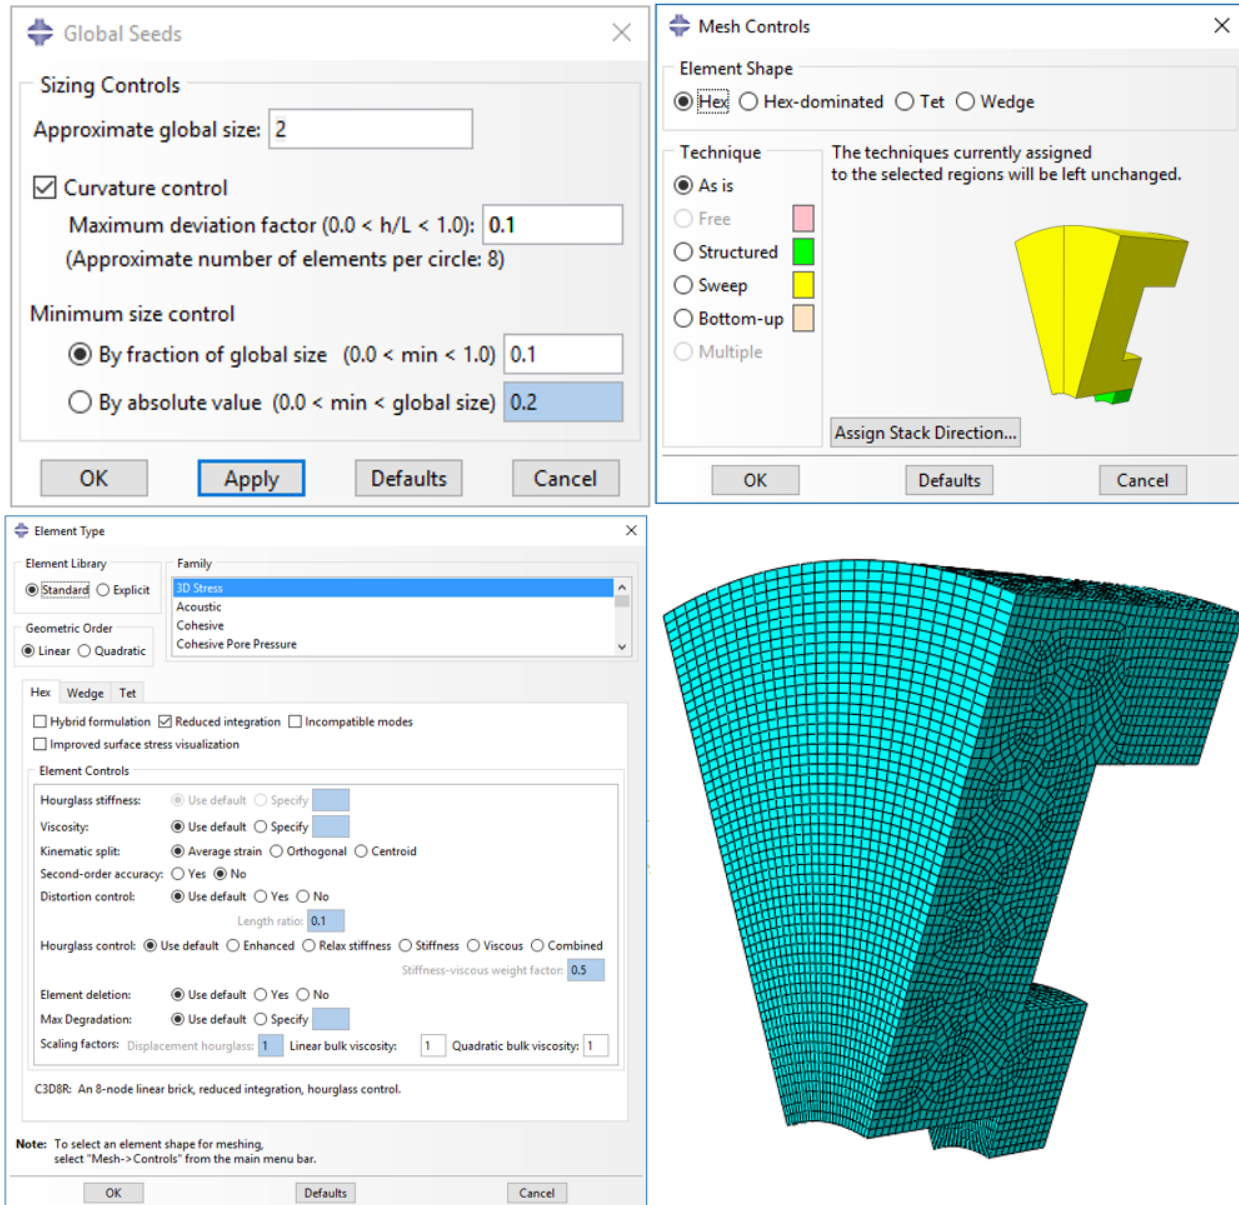 Global Seeds
Sizing Controls
Approximate global size: 2
Curvature control
Maximum deviation factor (0.0 < h/L < 1.0): 0.1
(Approximate number of elements per circle: 8)
Minimum size control
By fraction of global size (0.0 < min < 1.0) 0.1
By absolute value (0.0 < min < global size) 0.2
OK Apply Defaults Cancel
Mesh Controls
Element Shape
Hex Hex-dominated Tet Wedge
Technique
As is
Free
Structured
Sweep
Bottom-up
Multiple
The techniques currently assigned
to the selected regions will be left unchanged.
Assign Stack Direction...
OK Defaults Cancel
Element Type
Element Library
Standard Explicit
Geometric Order
Linear Quadratic
Family
3D Stress
Acoustic
Cohesive
Cohesive Pore Pressure
Hex Wedge Tet
Hybrid formulation Reduced integration Incompatible modes
Improved surface stress visualization
Element Controls
Hourglass stiffness: Use default Specify
Viscosity: Use default Specify
Kinematic split: Average strain Orthogonal Centroid
Second-order accuracy: Yes No
Distortion control: Use default Yes No
Length ratio: 0.1
Hourglass control: Use default Enhanced Relax stiffness Stiffness Viscous Combined
Stiffness-viscous weight factor: 0.5
Element deletion: Use default Yes No
Max Degradation: Use default Specify
Scaling factors: Displacement hourglass: 1 Linear bulk viscosity: 1 Quadratic bulk viscosity: 1
C3D8R: An 8-node linear brick, reduced integration, hourglass control.
Note: To select an element shape for meshing,
select "Mesh->Controls" from the main menu bar.
OK Defaults Cancel